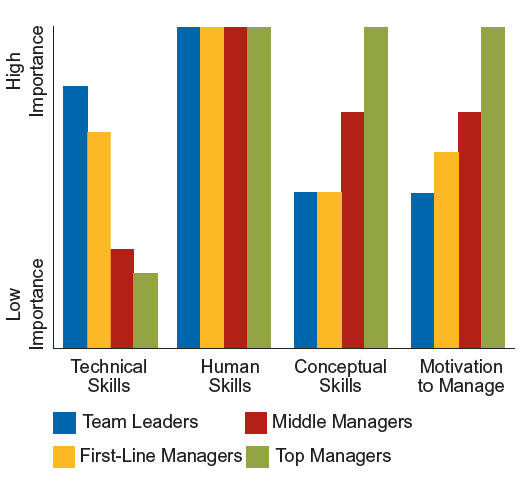 High
Importance
Low
Importance
Technical
Skills
Human
Skills
Conceptual
Skills
Motivation
to Manage
Team Leaders
Middle Managers
First-Line Managers
Top Managers